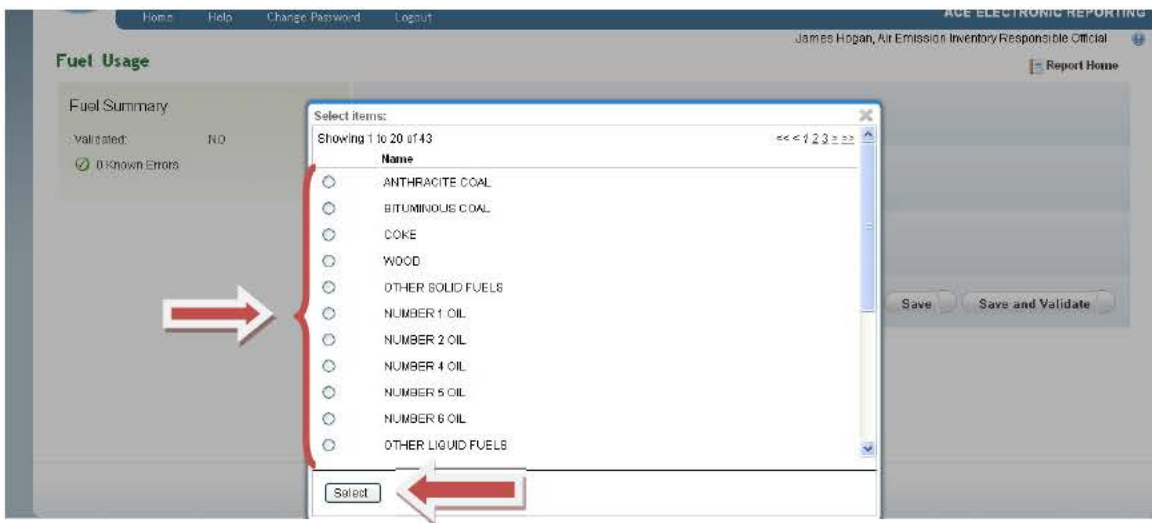 Home Help Change Password Logout
ACE ELECTRONIC REPORTING
James Hogan, Air Emission Inventory Responsible Official
Fuel Usage
Report Home
Fuel Summary
Validated: NO
0 Known Errors
Select items:
Showing 1 to 20 of 43 << < 1 2 3 > >>
Name
ANTHRACITE COAL
BITUMINOUS COAL
COKE
WOOD
OTHER SOLID FUELS
NUMBER 1 OIL
NUMBER 2 OIL
NUMBER 4 OIL
NUMBER 5 OIL
NUMBER 6 OIL
OTHER LIQUID FUELS
Save Save and Validate
Select